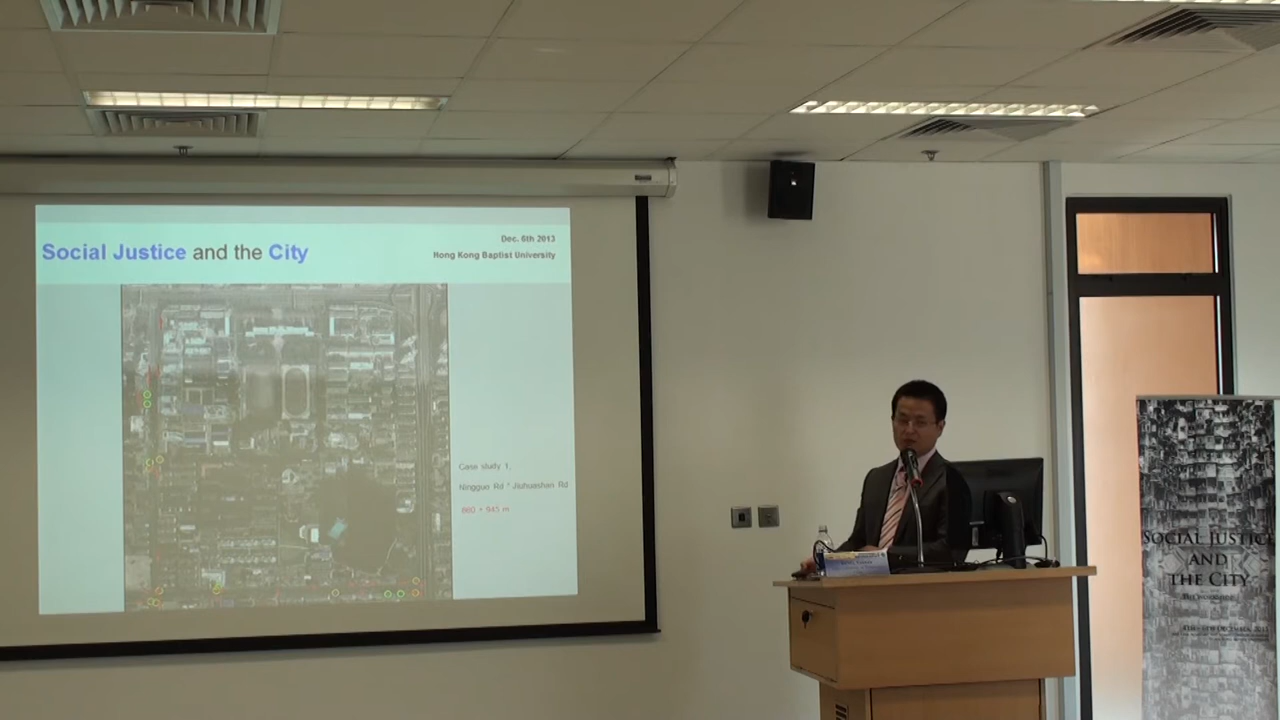 Social Justice and the City
Dec. 6th 2013
Hong Kong Baptist University
Case study 1,
Ningguo Rd * Jiuhuashan Rd
860 * 945 m
SOCIAL JUSTICE
AND
THE CITY